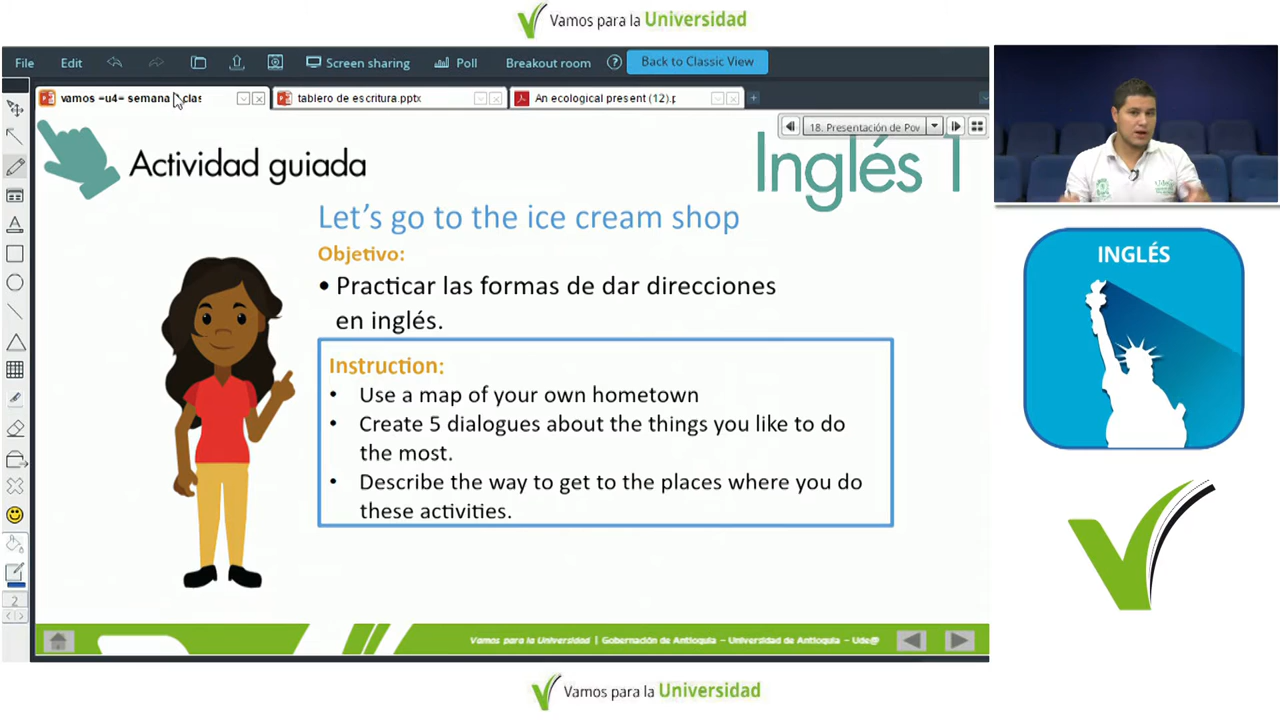 Vamos para la Universidad
File Edit Screen sharing Poll Breakout room ? Back to Classic View
vamos =u4= semana clas tablero de escritura.pptx An ecological present (12).p
18. Presentación de Pov
Actividad guiada
Inglés 1
Let's go to the ice cream shop
Objetivo:
• Practicar las formas de dar direcciones
en inglés.
Instruction:
• Use a map of your own hometown
• Create 5 dialogues about the things you like to do
the most.
• Describe the way to get to the places where you do
these activities.
INGLÉS
2
Vamos para la Universidad | Gobernación de Antioquia – Universidad de Antioquia – Ude@
Vamos para la Universidad